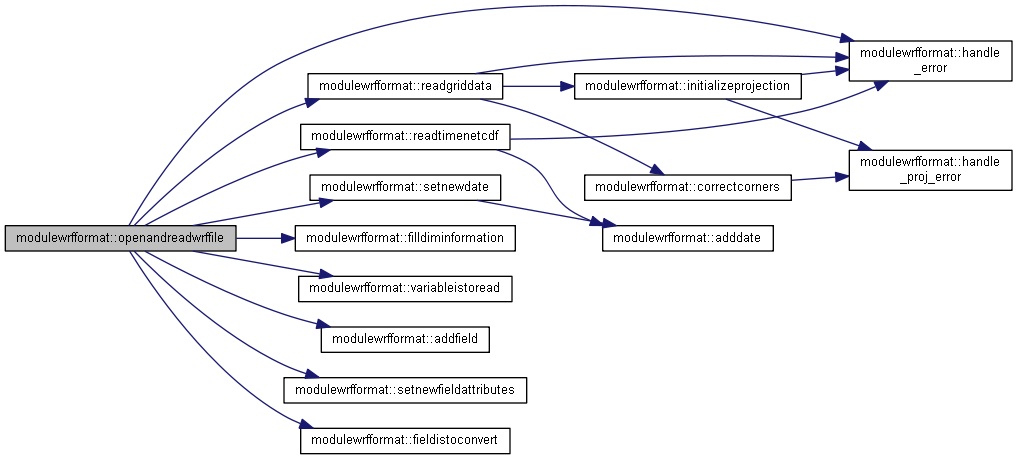 modulewrfformat::openandreadwrffile
modulewrfformat::readgriddata
modulewrfformat::readtimenetcdf
modulewrfformat::setnewdate
modulewrfformat::filldiminformation
modulewrfformat::variableistoread
modulewrfformat::addfield
modulewrfformat::setnewfieldattributes
modulewrfformat::fieldistoconvert
modulewrfformat::initializeprojection
modulewrfformat::correctcorners
modulewrfformat::adddate
modulewrfformat::handle
_error
modulewrfformat::handle
_proj_error